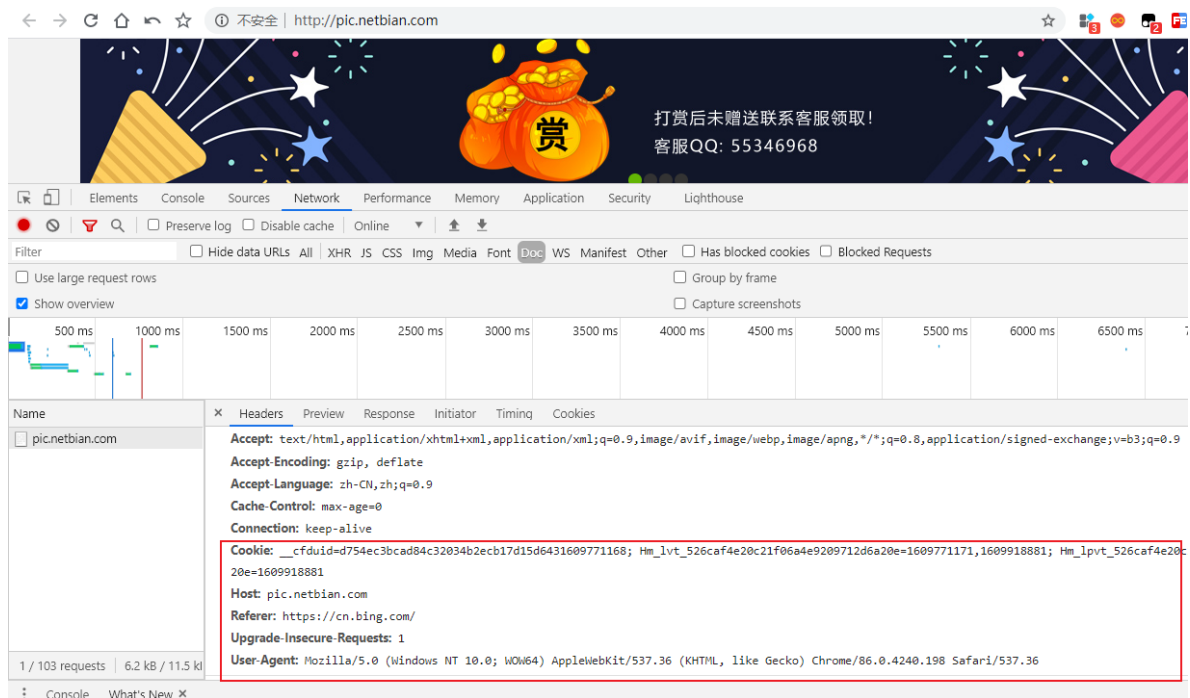 不安全 | http://pic.netbian.com
3
2
FE
赏
打赏后未赠送联系客服领取!
客服QQ: 55346968
Elements Console Sources Network Performance Memory Application Security Lighthouse
Preserve log Disable cache Online
Filter Hide data URLs All XHR JS CSS Img Media Font Doc WS Manifest Other Has blocked cookies Blocked Requests
Use large request rows Group by frame
Show overview Capture screenshots
500 ms 1000 ms 1500 ms 2000 ms 2500 ms 3000 ms 3500 ms 4000 ms 4500 ms 5000 ms 5500 ms 6000 ms 6500 ms 7
Name × Headers Preview Response Initiator Timing Cookies
pic.netbian.com
Accept: text/html,application/xhtml+xml,application/xml;q=0.9,image/avif,image/webp,image/apng,*/*;q=0.8,application/signed-exchange;v=b3;q=0.9
Accept-Encoding: gzip, deflate
Accept-Language: zh-CN,zh;q=0.9
Cache-Control: max-age=0
Connection: keep-alive
Cookie: __cfduid=d754ec3bcad84c32034b2ecb17d15d6431609771168; Hm_lvt_526caf4e20c21f06a4e9209712d6a20e=1609771171,1609918881; Hm_lpvt_526caf4e20c
20e=1609918881
Host: pic.netbian.com
Referer: https://cn.bing.com/
Upgrade-Insecure-Requests: 1
User-Agent: Mozilla/5.0 (Windows NT 10.0; WOW64) AppleWebKit/537.36 (KHTML, like Gecko) Chrome/86.0.4240.198 Safari/537.36
1 / 103 requests 6.2 kB / 11.5 kl
Console What's New ×